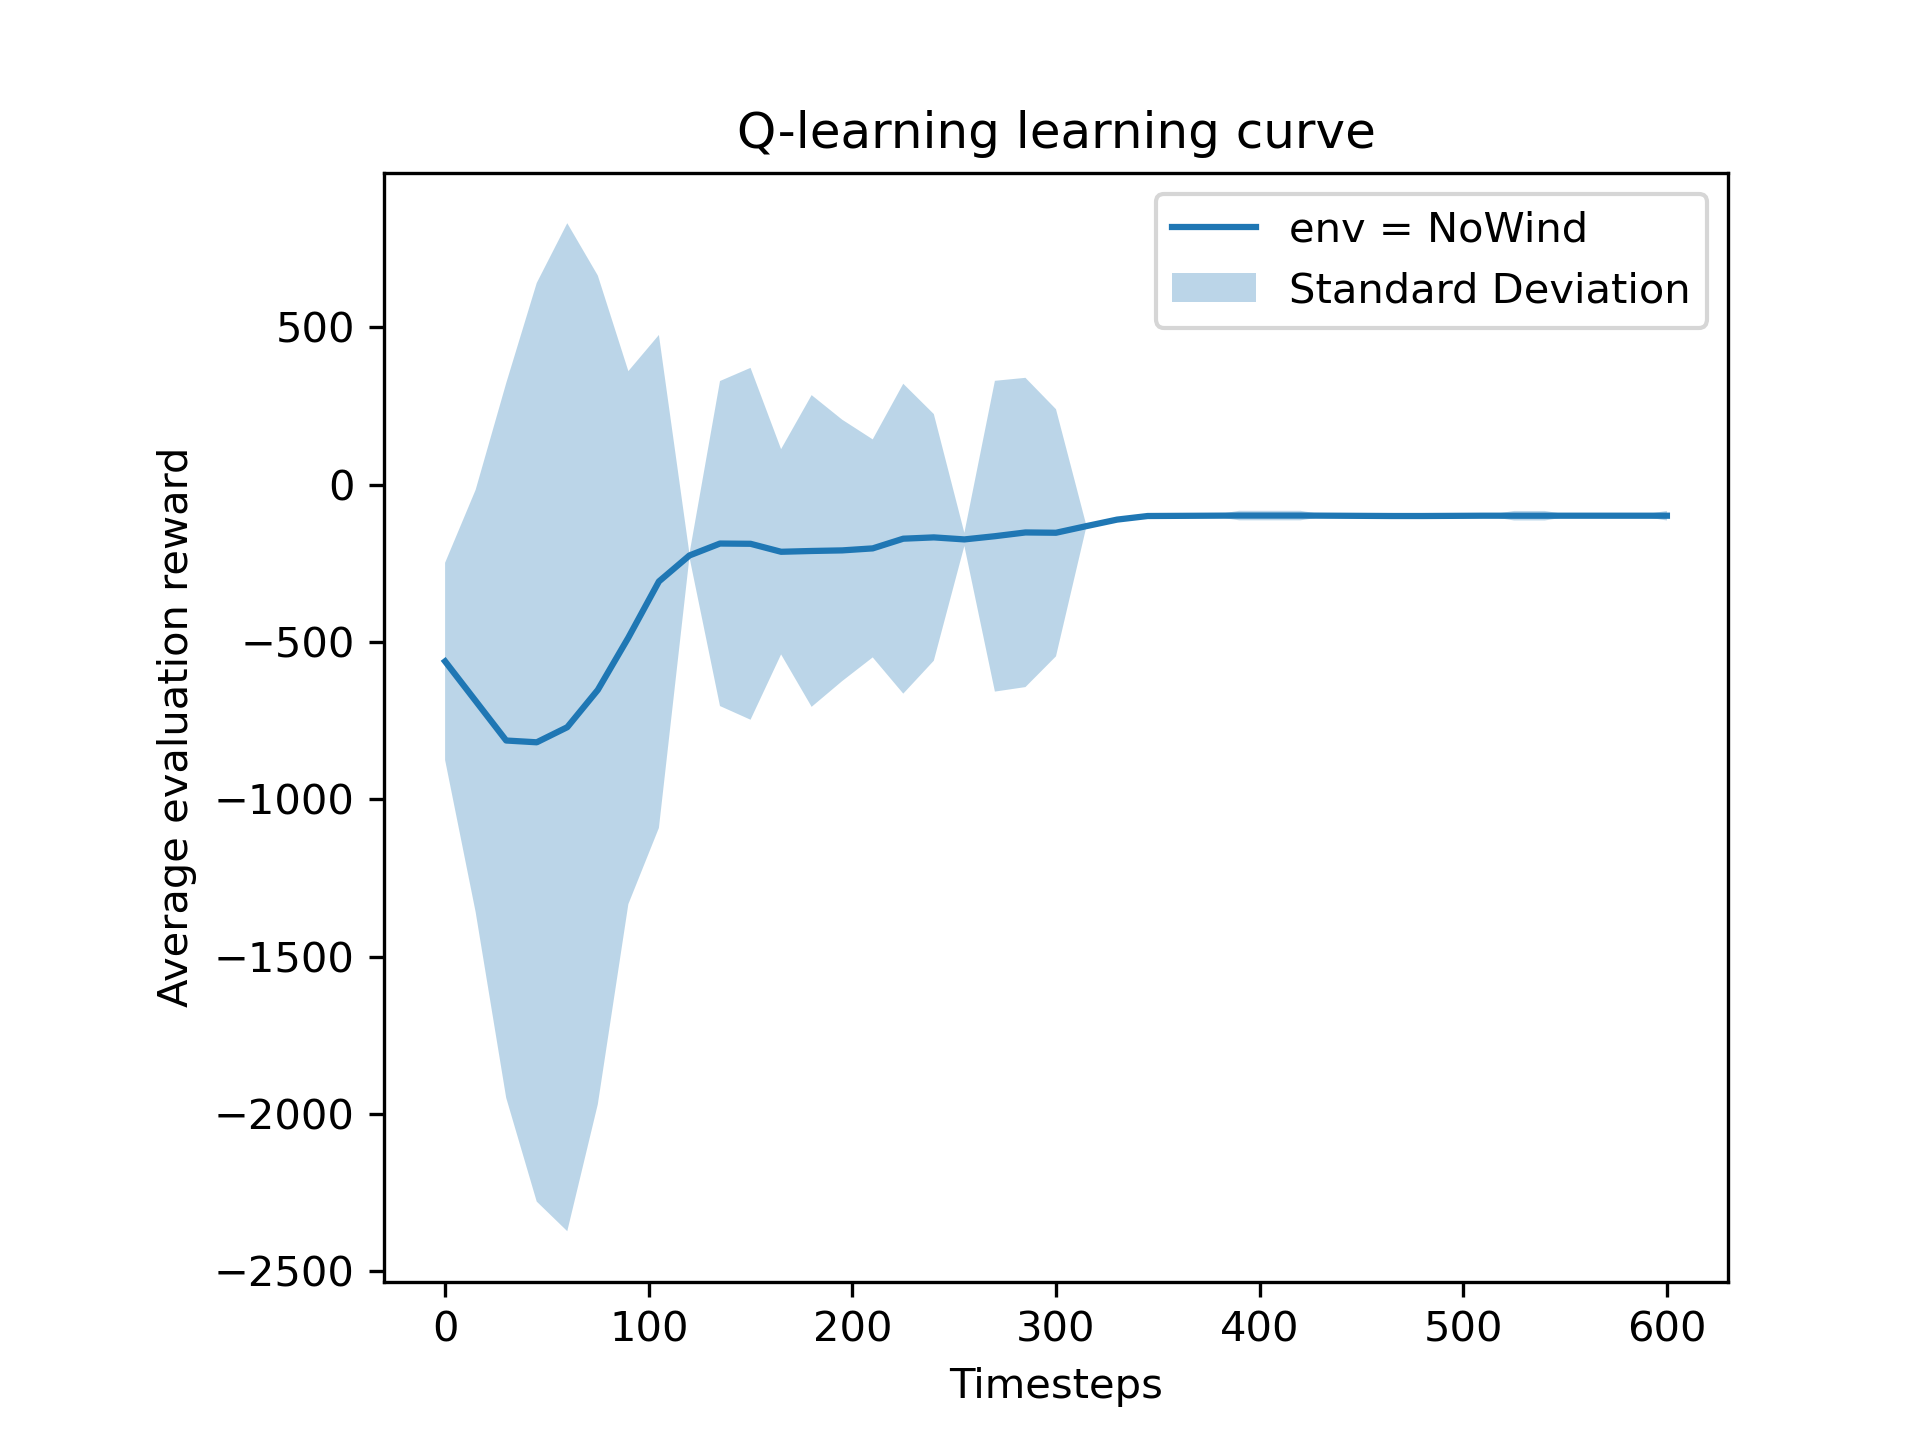 Q-learning learning curve
env = NoWind
Standard Deviation
500
0
−500
−1000
−1500
−2000
−2500
Average evaluation reward
0 100 200 300 400 500 600
Timesteps